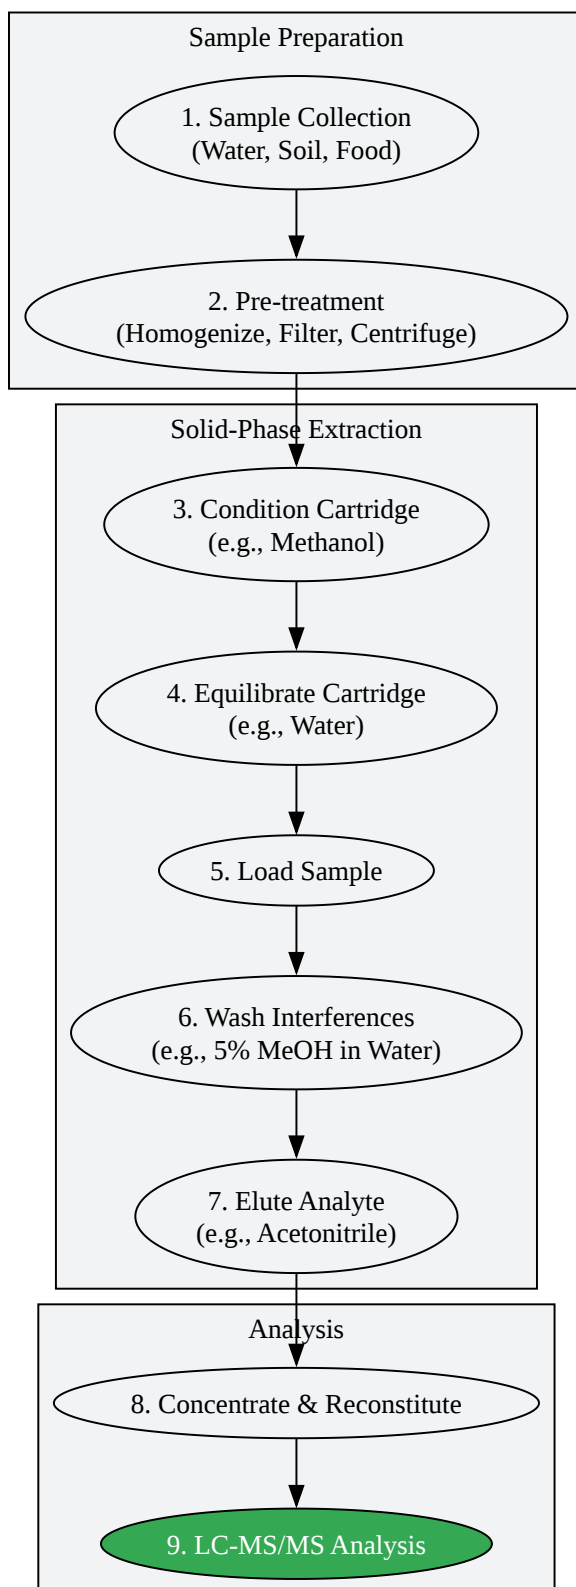 Sample Preparation
1. Sample Collection
(Water, Soil, Food)
2. Pre-treatment
(Homogenize, Filter, Centrifuge)
Solid-Phase Extraction
3. Condition Cartridge
(e.g., Methanol)
4. Equilibrate Cartridge
(e.g., Water)
5. Load Sample
6. Wash Interferences
(e.g., 5% MeOH in Water)
7. Elute Analyte
(e.g., Acetonitrile)
Analysis
8. Concentrate & Reconstitute
9. LC-MS/MS Analysis